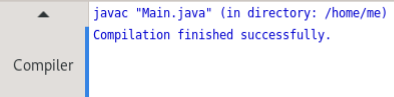 javac "Main.java" (in directory: /home/me)
Compilation finished successfully.
Compiler